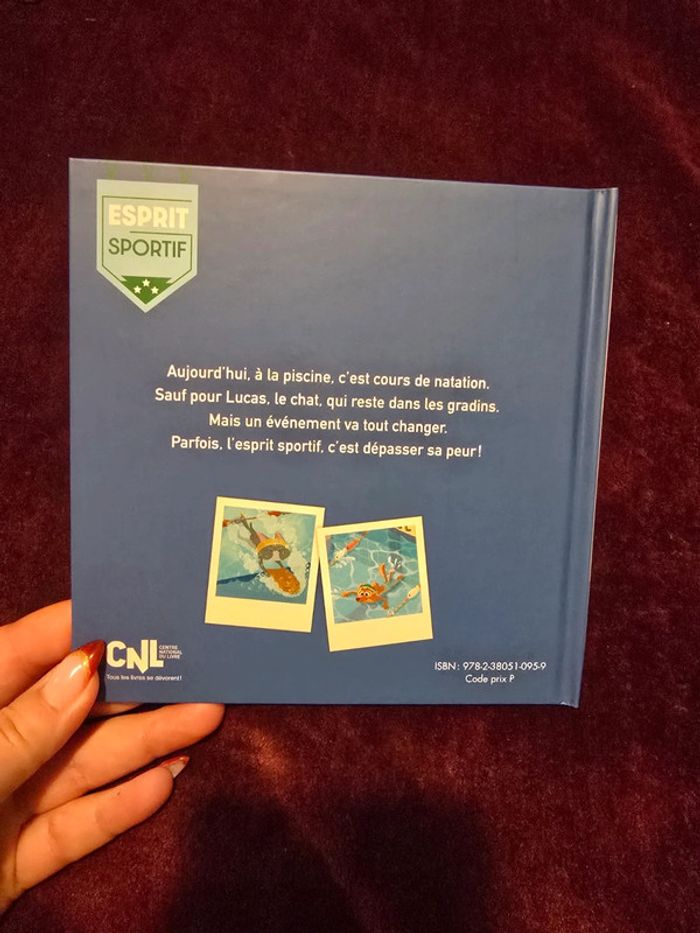 ESPRIT
SPORTIF
Aujourd'hui, à la piscine, c'est cours de natation.
Sauf pour Lucas, le chat, qui reste dans les gradins.
Mais un événement va tout changer.
Parfois, l'esprit sportif, c'est dépasser sa peur!
CNL CENTRE
NATIONAL
DU LIVRE
Tous les livres se dévorent!
ISBN: 978-2-38051-095-9
Code prix P